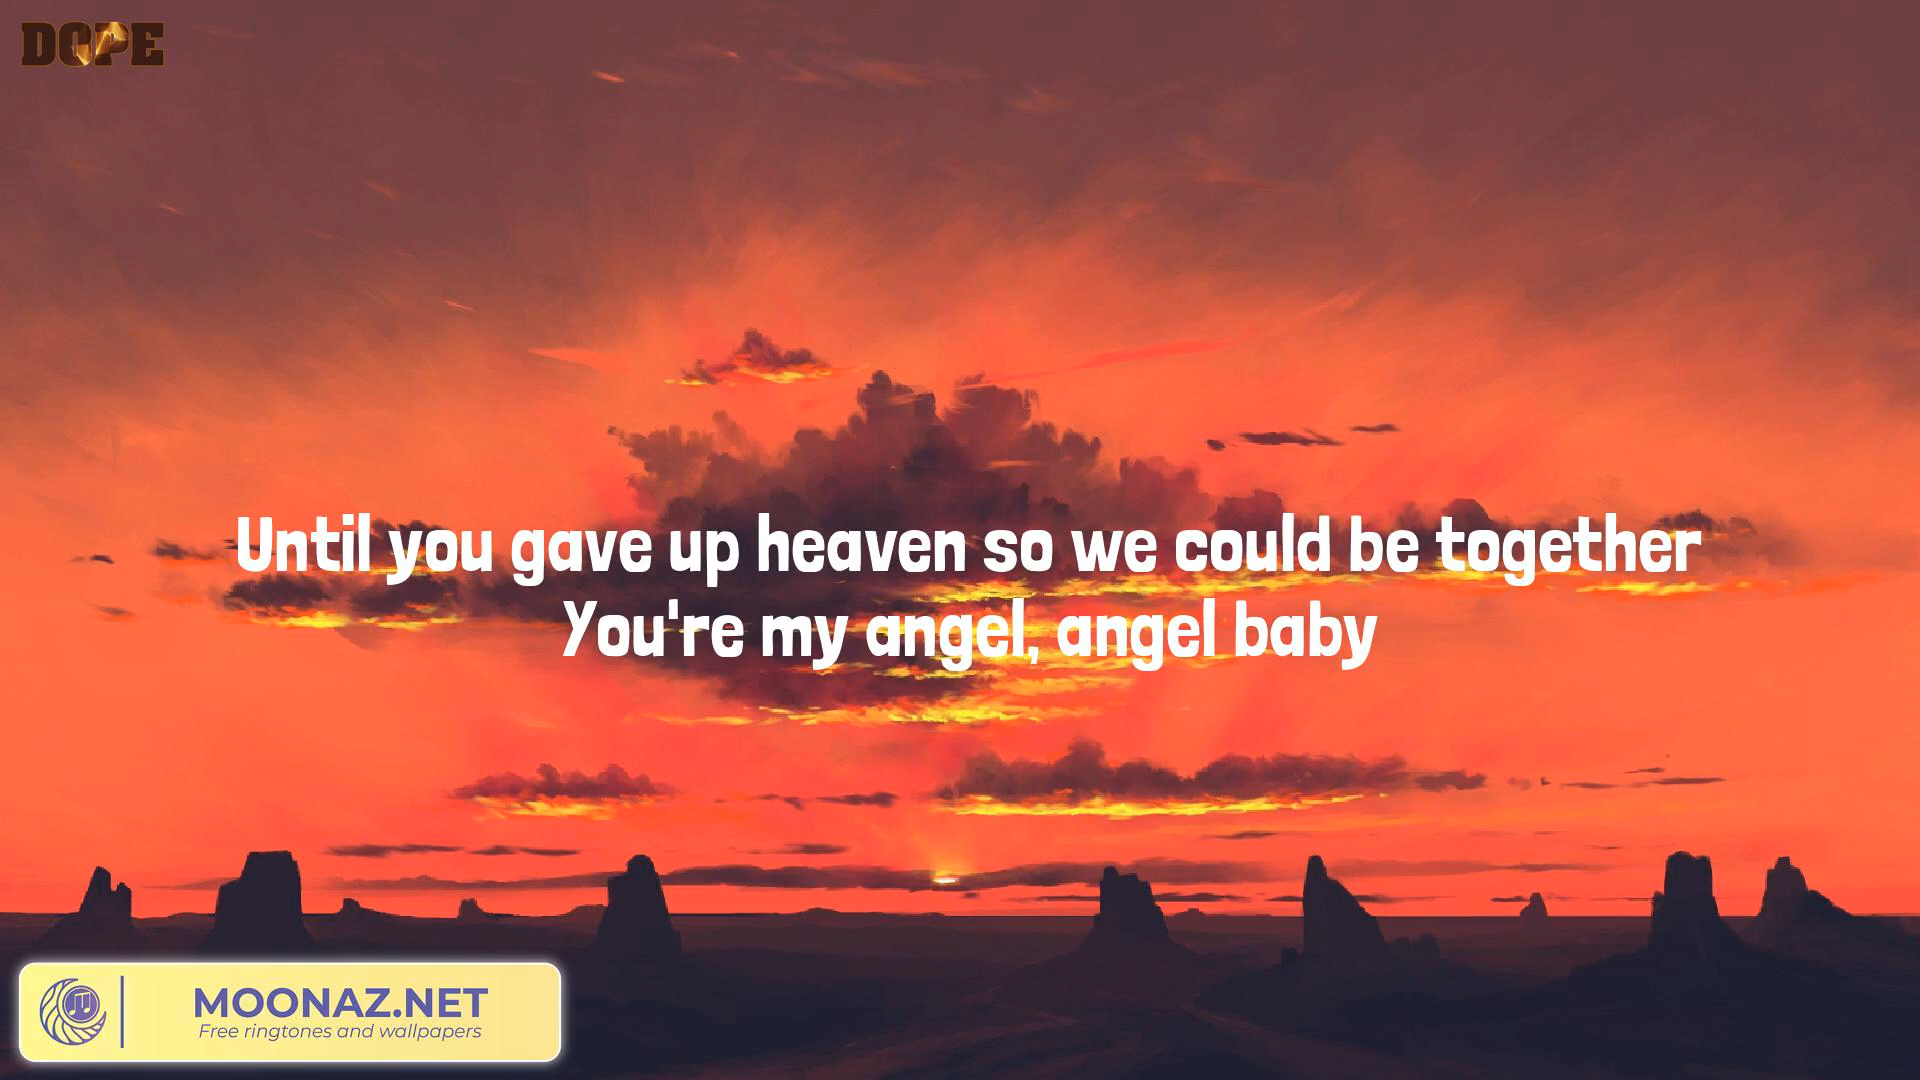 DOPE
Until you gave up heaven so we could be together
You're my angel, angel baby
MOONAZ.NET
Free ringtones and wallpapers